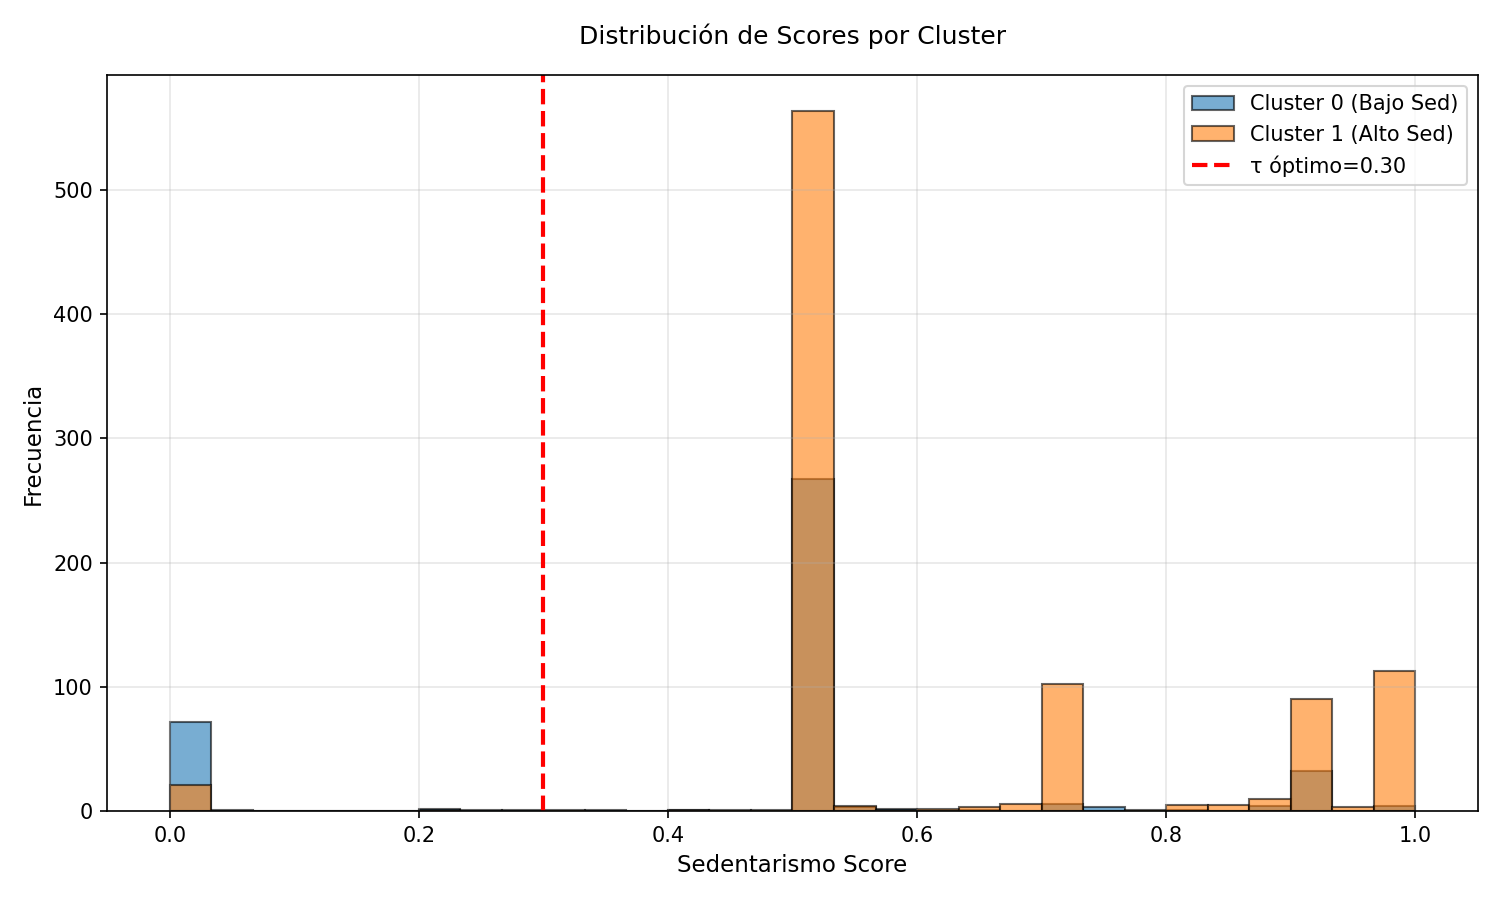 Distribución de Scores por Cluster
Cluster 0 (Bajo Sed)
Cluster 1 (Alto Sed)
τ óptimo=0.30
Frecuencia
500
400
300
200
100
0
0.0 0.2 0.4 0.6 0.8 1.0
Sedentarismo Score